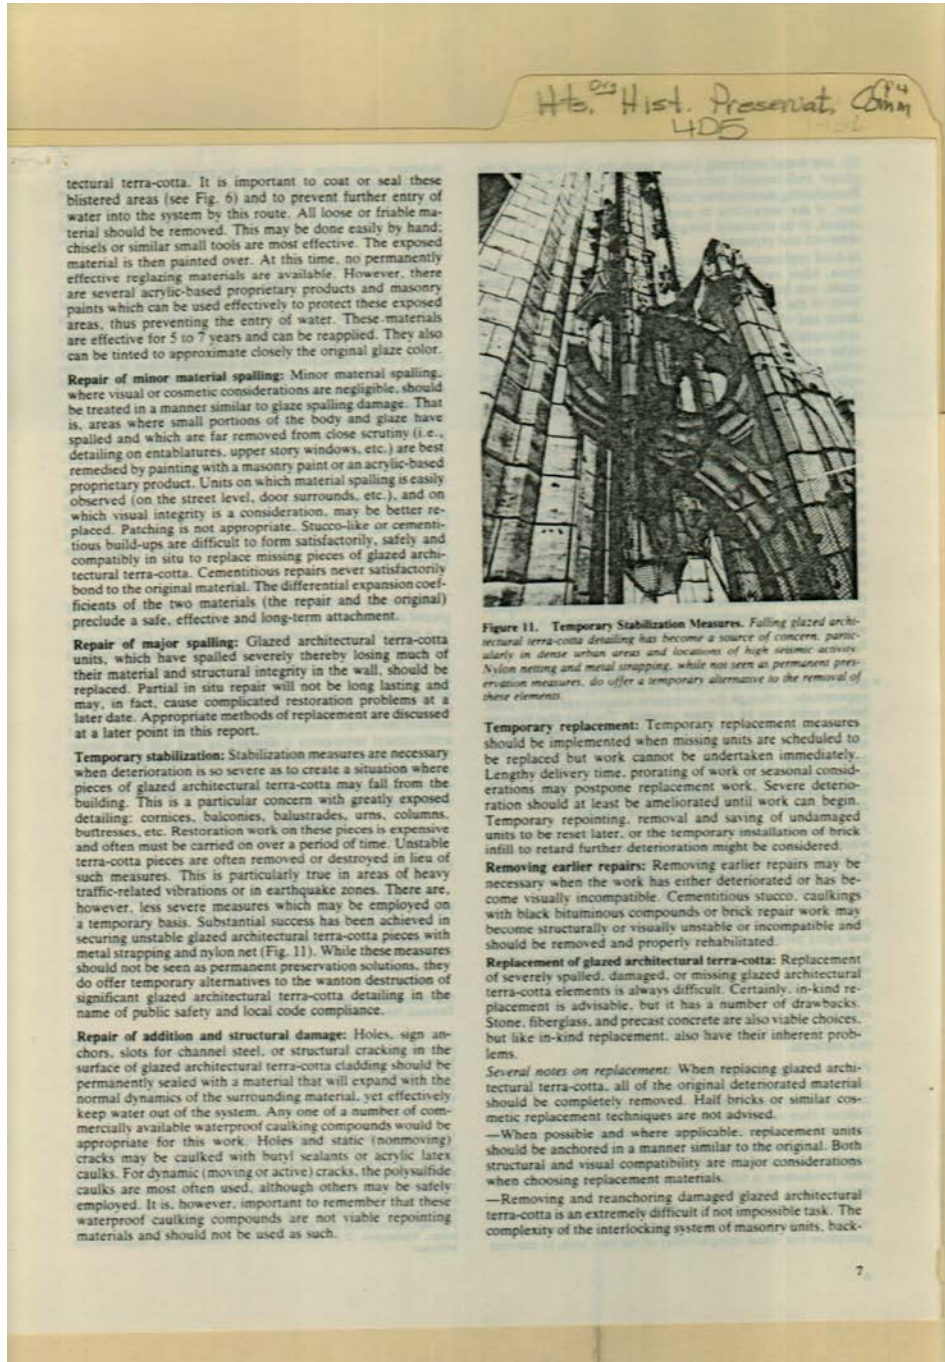 Hts. Org Hist. Preservat. Comm
4D5
tectural terra-cotta. It is important to coat or seal these
blistered areas (see Fig. 6) and to prevent further entry of
water into the system by this route. All loose or friable ma-
terial should be removed. This may be done easily by hand;
chisels or similar small tools are most effective. The exposed
material is then painted over. At this time, no permanently
effective reglazing materials are available. However, there
are several acrylic-based proprietary products and masonry
paints which can be used effectively to protect these exposed
areas, thus preventing the entry of water. These materials
are effective for 5 to 7 years and can be reapplied. They also
can be tinted to approximate closely the original glaze color.
Repair of minor material spalling: Minor material spalling,
where visual or cosmetic considerations are negligible, should
be treated in a manner similar to glaze spalling damage. That
is, areas where small portions of the body and glaze have
spalled and which are far removed from close scrutiny (i.e.,
detailing on entablatures, upper story windows, etc.) are best
remedied by painting with a masonry paint or an acrylic-based
proprietary product. Units on which material spalling is easily
observed (on the street level, door surrounds, etc.), and on
which visual integrity is a consideration, may be better re-
placed. Patching is not appropriate. Stucco-like or cementi-
tious build-ups are difficult to form satisfactorily, safely and
compatibly in situ to replace missing pieces of glazed archi-
tectural terra-cotta. Cementitious repairs never satisfactorily
bond to the original material. The differential expansion coef-
ficients of the two materials (the repair and the original)
preclude a safe, effective and long-term attachment.
Repair of major spalling: Glazed architectural terra-cotta
units, which have spalled severely thereby losing much of
their material and structural integrity in the wall, should be
replaced. Partial in situ repair will not be long lasting and
may, in fact, cause complicated restoration problems at a
later date. Appropriate methods of replacement are discussed
at a later point in this report.
Temporary stabilization: Stabilization measures are necessary
when deterioration is so severe as to create a situation where
pieces of glazed architectural terra-cotta may fall from the
building. This is a particular concern with greatly exposed
detailing: cornices, balconies, balustrades, urns, columns,
buttresses, etc. Restoration work on these pieces is expensive
and often must be carried on over a period of time. Unstable
terra-cotta pieces are often removed or destroyed in lieu of
such measures. This is particularly true in areas of heavy
traffic-related vibrations or in earthquake zones. There are,
however, less severe measures which may be employed on
a temporary basis. Substantial success has been achieved in
securing unstable glazed architectural terra-cotta pieces with
metal strapping and nylon net (Fig. 11). While these measures
should not be seen as permanent preservation solutions, they
do offer temporary alternatives to the wanton destruction of
significant glazed architectural terra-cotta detailing in the
name of public safety and local code compliance.
Repair of addition and structural damage: Holes, sign an-
chors, slots for channel steel, or structural cracking in the
surface of glazed architectural terra-cotta cladding should be
permanently sealed with a material that will expand with the
normal dynamics of the surrounding material, yet effectively
keep water out of the system. Any one of a number of com-
mercially available waterproof caulking compounds would be
appropriate for this work. Holes and static (nonmoving)
cracks may be caulked with butyl sealants or acrylic latex
caulks. For dynamic (moving or active) cracks, the polysulfide
caulks are most often used, although others may be safely
employed. It is, however, important to remember that these
waterproof caulking compounds are not viable repointing
materials and should not be used as such.
Figure 11. Temporary Stabilization Measures. Falling glazed archi-
tectural terra-cotta detailing has become a source of concern, partic-
ularly in dense urban areas and locations of high seismic activity.
Nylon netting and metal strapping, while not seen as permanent pres-
ervation measures, do offer a temporary alternative to the removal of
these elements.
Temporary replacement: Temporary replacement measures
should be implemented when missing units are scheduled to
be replaced but work cannot be undertaken immediately.
Lengthy delivery time, prorating of work or seasonal consid-
erations may postpone replacement work. Severe deterio-
ration should at least be ameliorated until work can begin.
Temporary repointing, removal and saving of undamaged
units to be reset later, or the temporary installation of brick
infill to retard further deterioration might be considered.
Removing earlier repairs: Removing earlier repairs may be
necessary when the work has either deteriorated or has be-
come visually incompatible. Cementitious stucco, caulkings
with black bituminous compounds or brick repair work may
become structurally or visually unstable or incompatible and
should be removed and properly rehabilitated.
Replacement of glazed architectural terra-cotta: Replacement
of severely spalled, damaged, or missing glazed architectural
terra-cotta elements is always difficult. Certainly, in-kind re-
placement is advisable, but it has a number of drawbacks.
Stone, fiberglass, and precast concrete are also viable choices,
but like in-kind replacement, also have their inherent prob-
lems.
Several notes on replacement: When replacing glazed archi-
tectural terra-cotta, all of the original deteriorated material
should be completely removed. Half bricks or similar cos-
metic replacement techniques are not advised.
—When possible and where applicable, replacement units
should be anchored in a manner similar to the original. Both
structural and visual compatibility are major considerations
when choosing replacement materials.
—Removing and reanchoring damaged glazed architectural
terra-cotta is an extremely difficult if not impossible task. The
complexity of the interlocking system of masonry units, back-
7